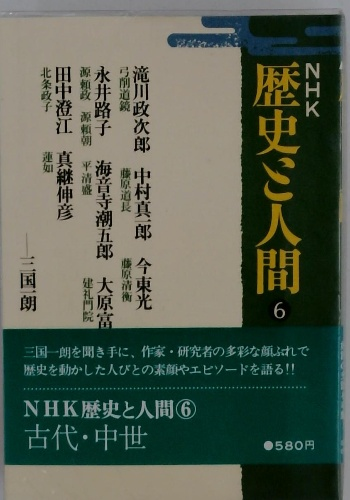 NHK
歴史と人間
6
滝川政次郎 中村真一郎 今東光
弓削道鏡 藤原道長 藤原清衡
永井路子 海音寺潮五郎 大原富
源頼政 源頼朝 平清盛 建礼門院
田中澄江 真継伸彦
北条政子 蓮如
──三国一朗
三国一朗を聞き手に、作家・研究者の多彩な顔ぶれで
歴史を動かした人びとの素顔やエピソードを語る!!
NHK歴史と人間⑥
古代・中世
●580円